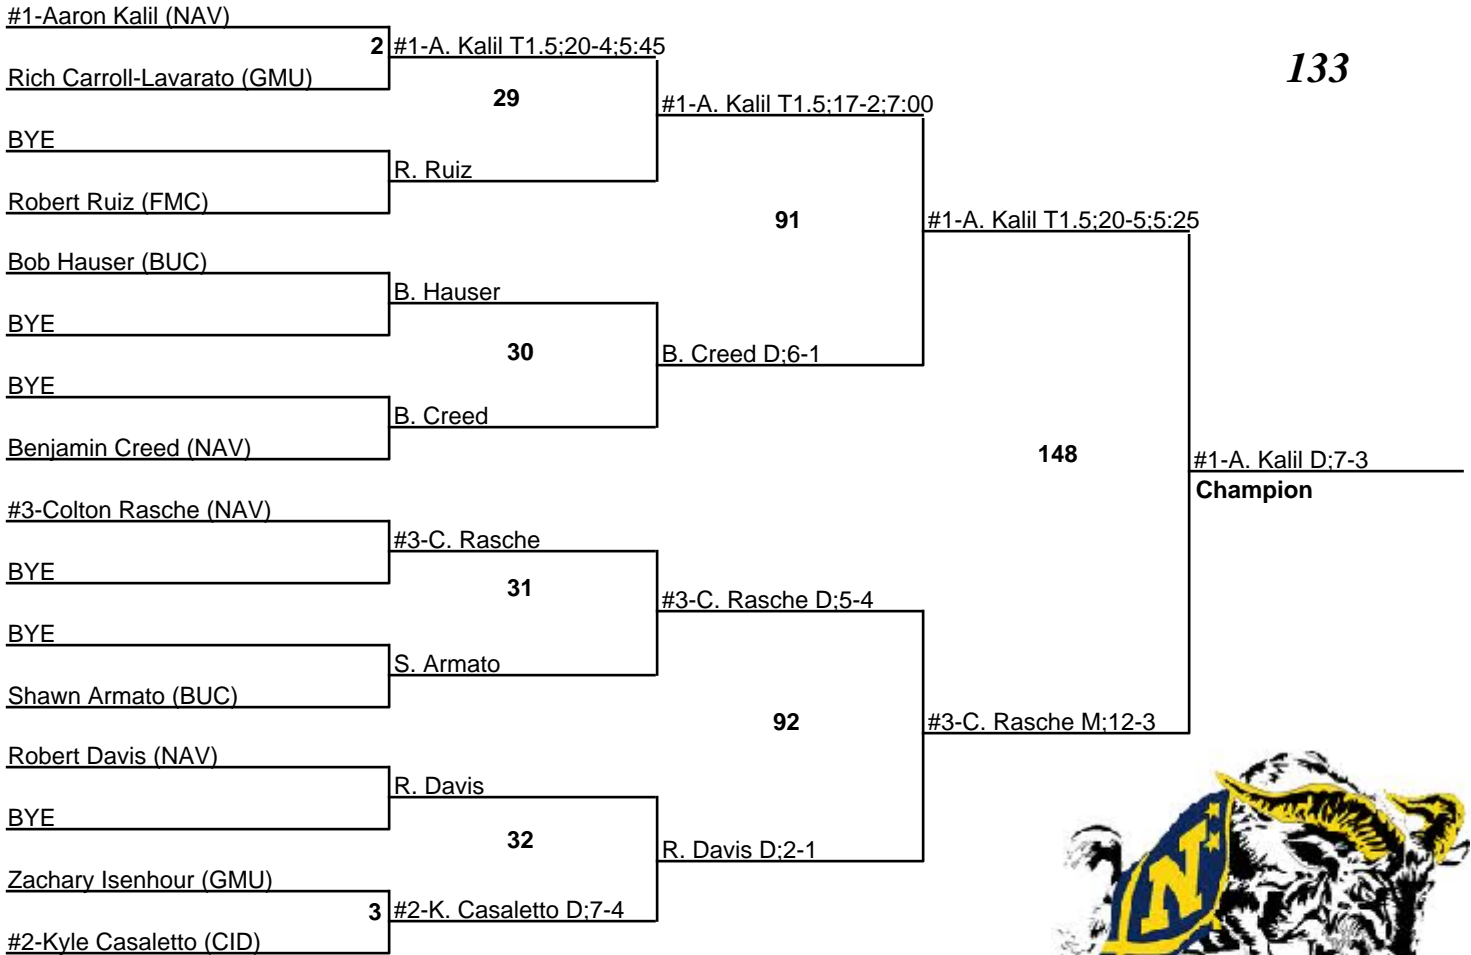 #1-Aaron Kalil (NAV)
2 #1-A. Kalil T1.5;20-4;5:45
133
Rich Carroll-Lavarato (GMU)
29
#1-A. Kalil T1.5;17-2;7:00
BYE
R. Ruiz
Robert Ruiz (FMC)
91
#1-A. Kalil T1.5;20-5;5:25
Bob Hauser (BUC)
B. Hauser
BYE
30
B. Creed D;6-1
BYE
B. Creed
Benjamin Creed (NAV)
148
#1-A. Kalil D;7-3
Champion
#3-Colton Rasche (NAV)
#3-C. Rasche
BYE
31
#3-C. Rasche D;5-4
BYE
S. Armato
Shawn Armato (BUC)
92
#3-C. Rasche M;12-3
Robert Davis (NAV)
R. Davis
BYE
32
R. Davis D;2-1
Zachary Isenhour (GMU)
3 #2-K. Casaletto D;7-4
#2-Kyle Casaletto (CID)
N